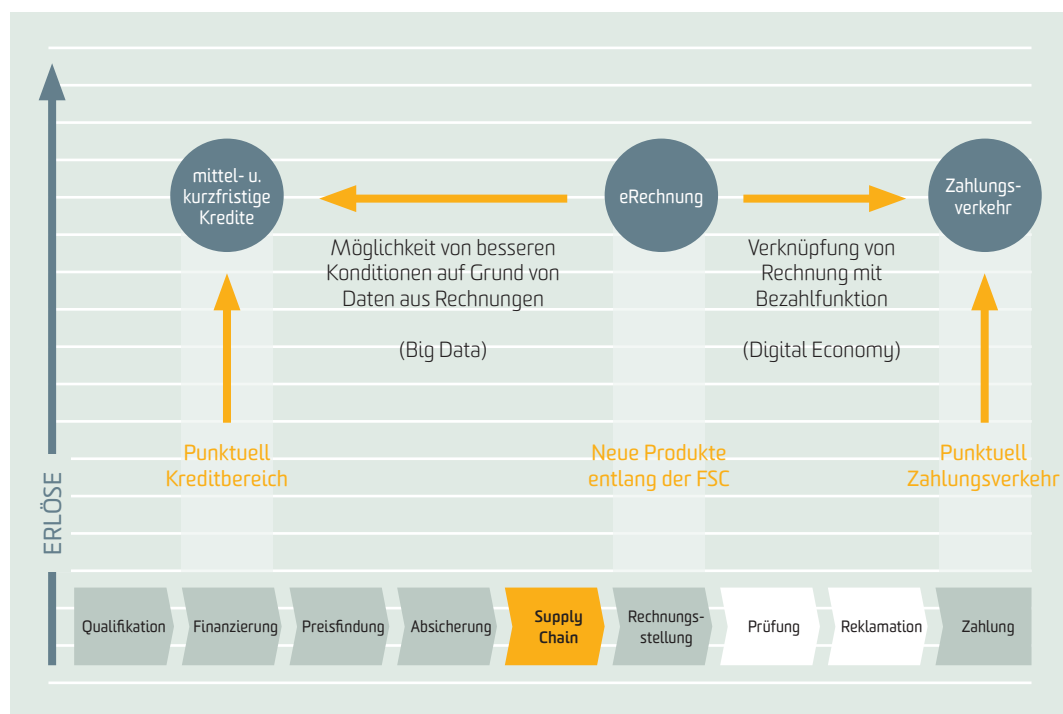 mittel- u.
kurzfristige
Kredite
eRechnung
Zahlungs-
verkehr
Möglichkeit von besseren
Konditionen auf Grund von
Daten aus Rechnungen
(Big Data)
Verknüpfung von
Rechnung mit
Bezahlfunktion
(Digital Economy)
Punktuell
Kreditbereich
Neue Produkte
entlang der FSC
Punktuell
Zahlungsverkehr
ERLÖSE
Qualifikation
Finanzierung
Preisfindung
Absicherung
Supply
Chain
Rechnungs-
stellung
Prüfung
Reklamation
Zahlung